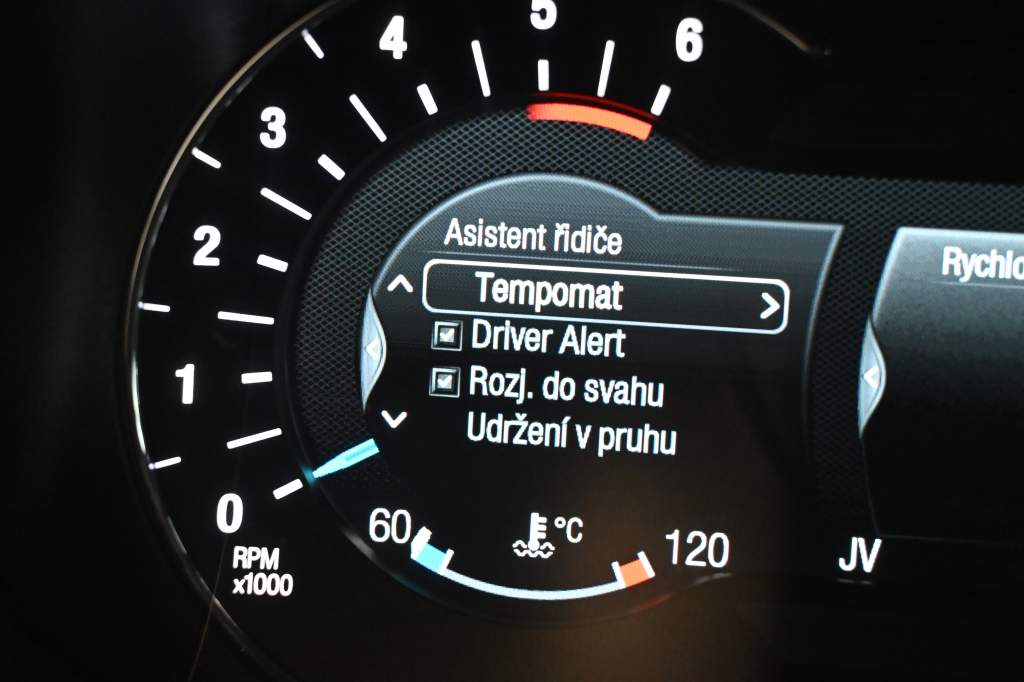 5
4
6
3
2
1
0
RPM
x1000
Asistent řidiče
Tempomat
Driver Alert
Rozj. do svahu
Udržení v pruhu
60
°C
120
JV